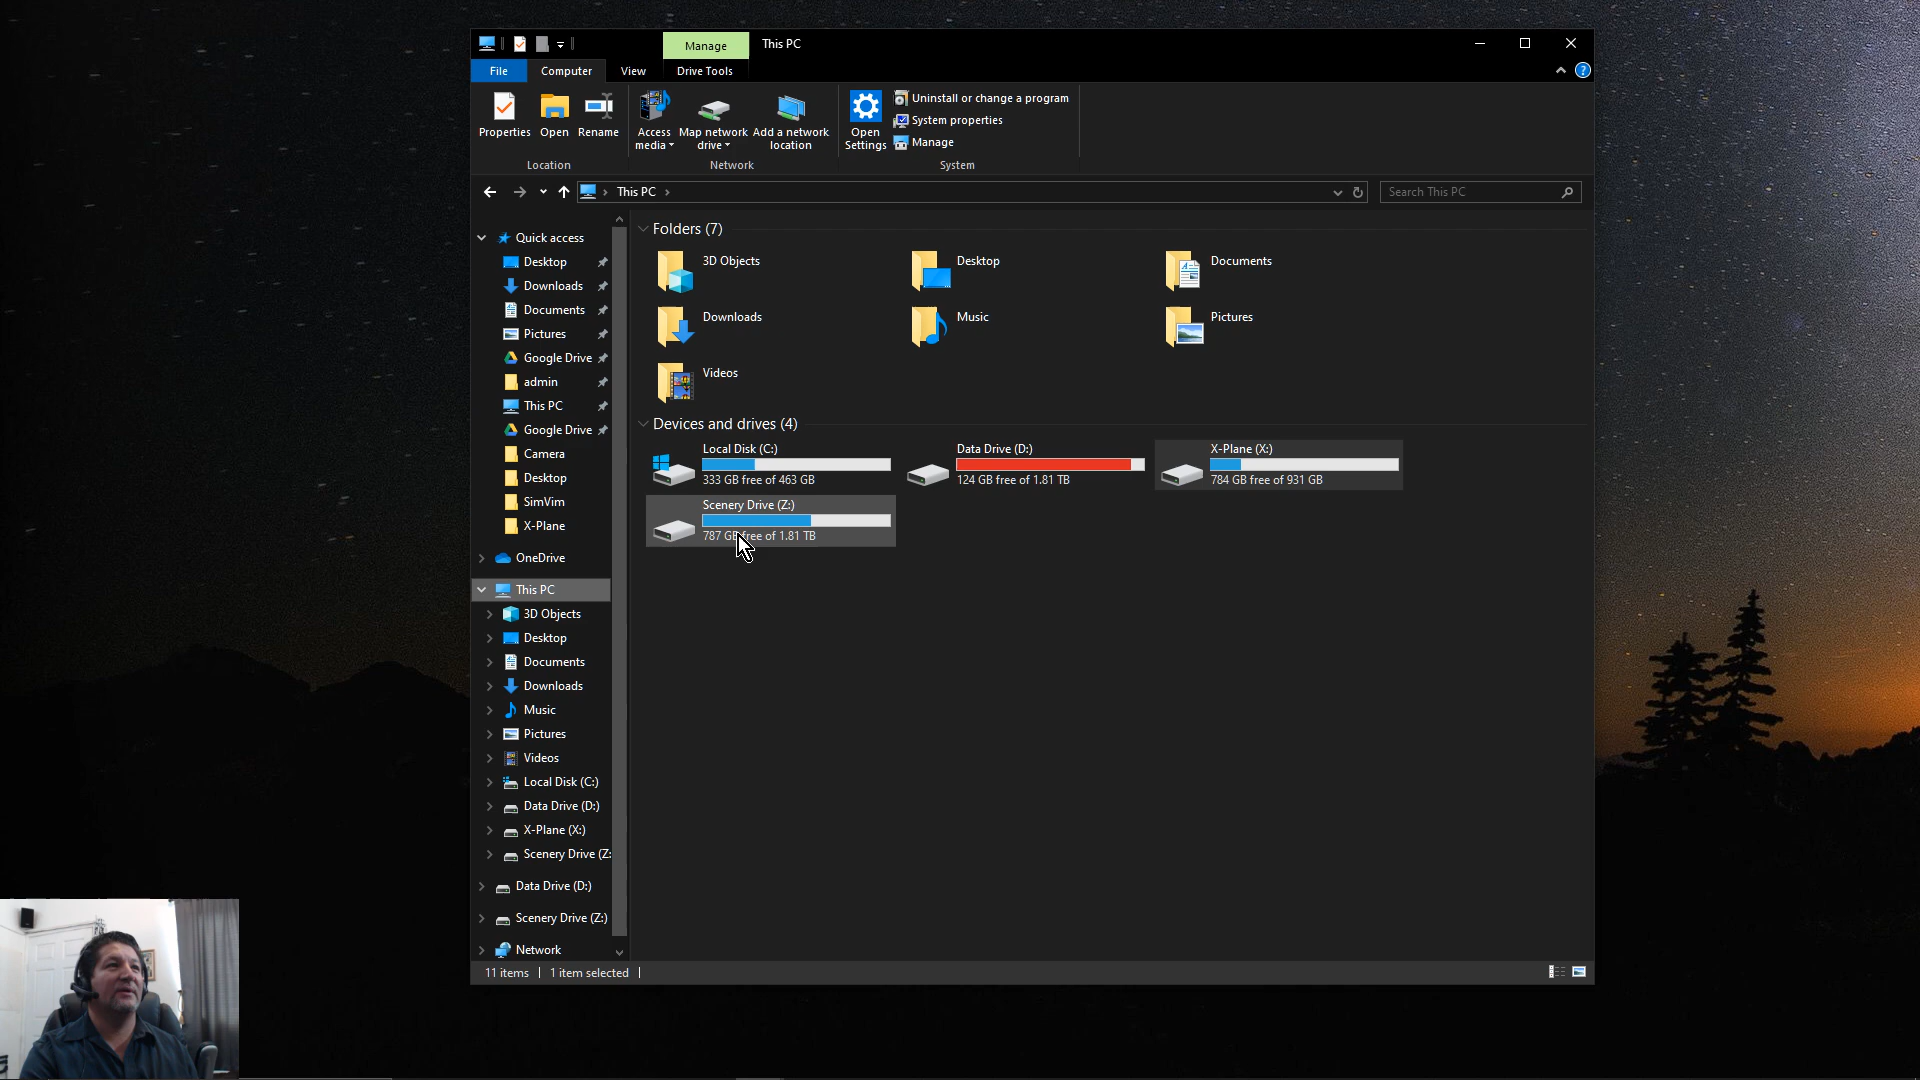 Manage
This PC
File
Computer
View
Drive Tools
?
Properties
Open
Rename
Access media
Map network drive
Add a network location
Open Settings
Uninstall or change a program
System properties
Manage
Location
Network
System
This PC
Search This PC
Quick access
Desktop
Downloads
Documents
Pictures
Google Drive
admin
This PC
Google Drive
Camera
Desktop
SimVim
X-Plane
OneDrive
This PC
3D Objects
Desktop
Documents
Downloads
Music
Pictures
Videos
Local Disk (C:)
Data Drive (D:)
X-Plane (X:)
Scenery Drive (Z:
Data Drive (D:)
Scenery Drive (Z:)
Network
Folders (7)
3D Objects
Desktop
Documents
Downloads
Music
Pictures
Videos
Devices and drives (4)
Local Disk (C:)
333 GB free of 463 GB
Data Drive (D:)
124 GB free of 1.81 TB
X-Plane (X:)
784 GB free of 931 GB
Scenery Drive (Z:)
787 GB free of 1.81 TB
11 items
1 item selected